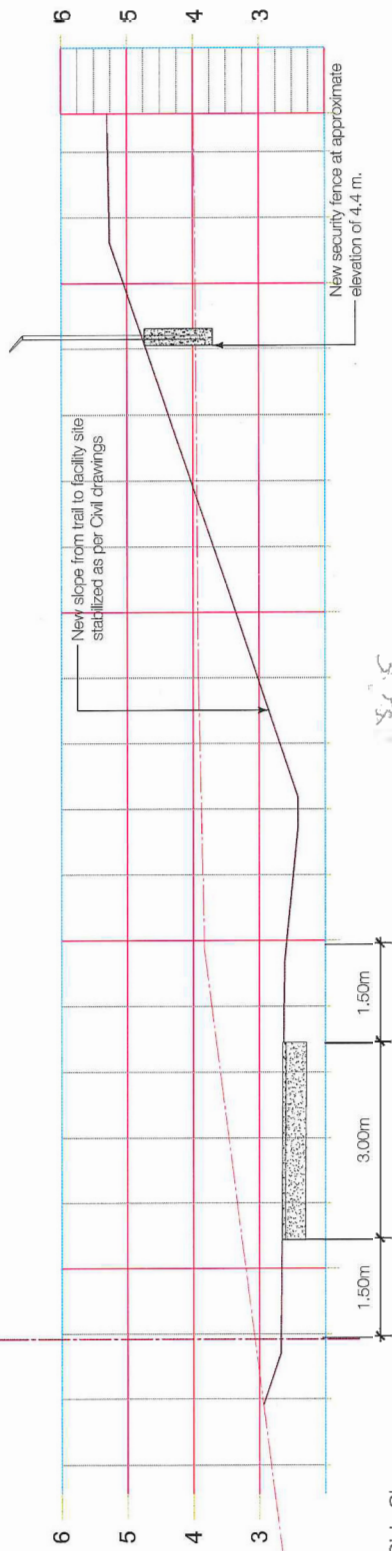 6
5
4
3
New slope from trail to facility site
stabilized as per Civil drawings
New security fence at approximate
elevation of 4.4 m.
6
5
4
3
1.50m
3.00m
1.50m